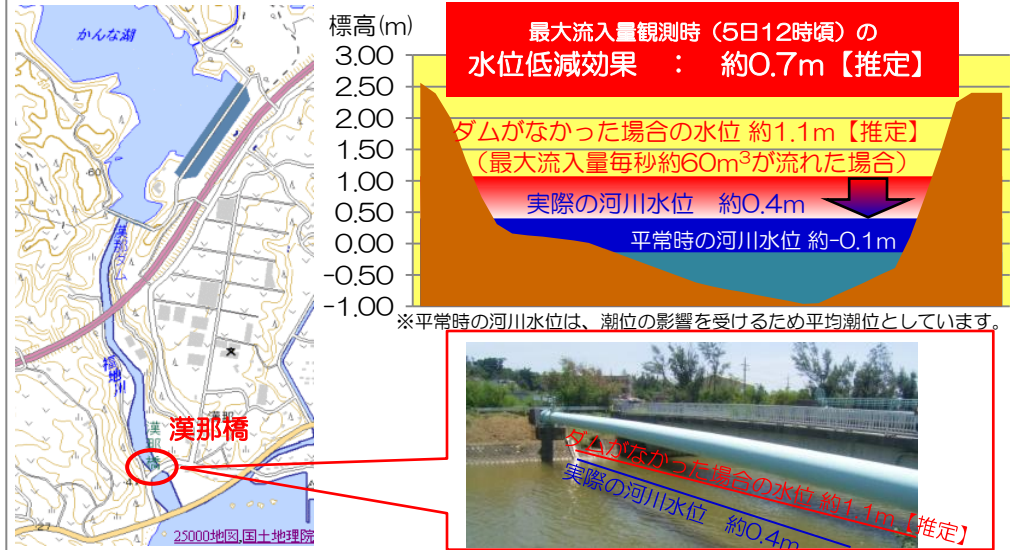 かんな湖
60
漢那ダム
福地川
漢那
漢那橋
漢那橋
27
25000地図,国土地理院
標高(m)
3.00
2.50
2.00
1.50
1.00
0.50
0.00
-0.50
-1.00
最大流入量観測時（5日12時頃）の
水位低減効果 ： 約0.7m【推定】
ダムがなかった場合の水位 約1.1m【推定】
（最大流入量毎秒約60m³が流れた場合）
実際の河川水位 約0.4m
平常時の河川水位 約-0.1m
※平常時の河川水位は、潮位の影響を受けるため平均潮位としています。
ダムがなかった場合の水位 約1.1m【推定】
実際の河川水位 約0.4m